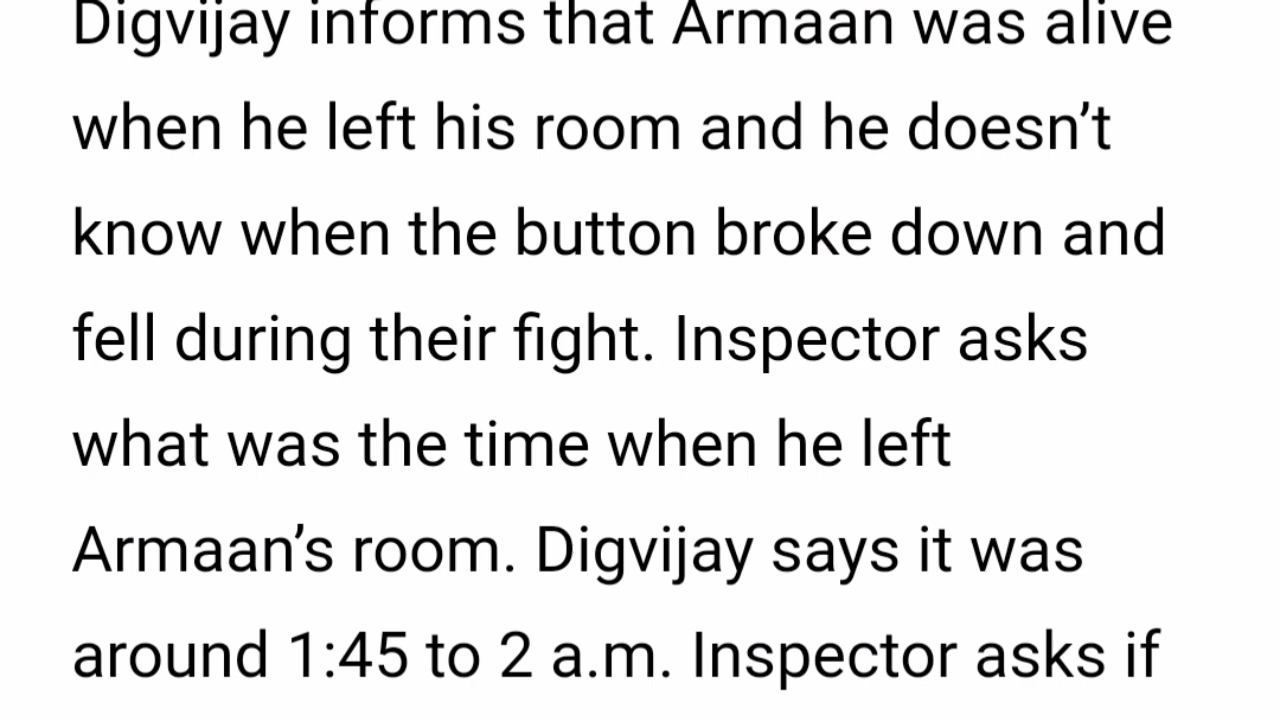 Digvijay informs that Armaan was alive
when he left his room and he doesn’t
know when the button broke down and
fell during their fight. Inspector asks
what was the time when he left
Armaan’s room. Digvijay says it was
around 1:45 to 2 a.m. Inspector asks if